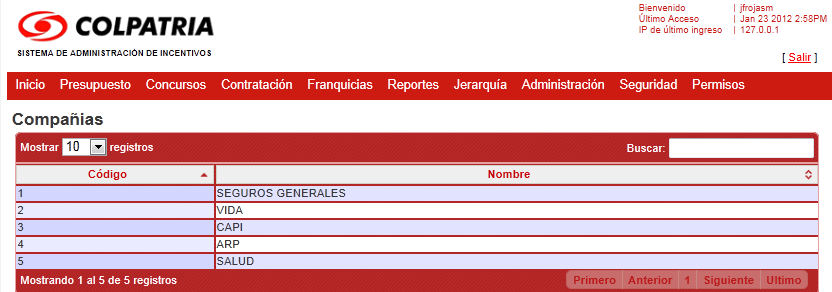 COLPATRIA
SISTEMA DE ADMINISTRACIÓN DE INCENTIVOS
Bienvenido | jfrojasm
Último Acceso | Jan 23 2012 2:58PM
IP de último ingreso | 127.0.0.1
[ Salir ]
Inicio Presupuesto Concursos Contratación Franquicias Reportes Jerarquía Administración Seguridad Permisos
Compañias
Mostrar 10 registros Buscar:
Código Nombre
1 SEGUROS GENERALES
2 VIDA
3 CAPI
4 ARP
5 SALUD
Mostrando 1 al 5 de 5 registros Primero Anterior 1 Siguiente Ultimo